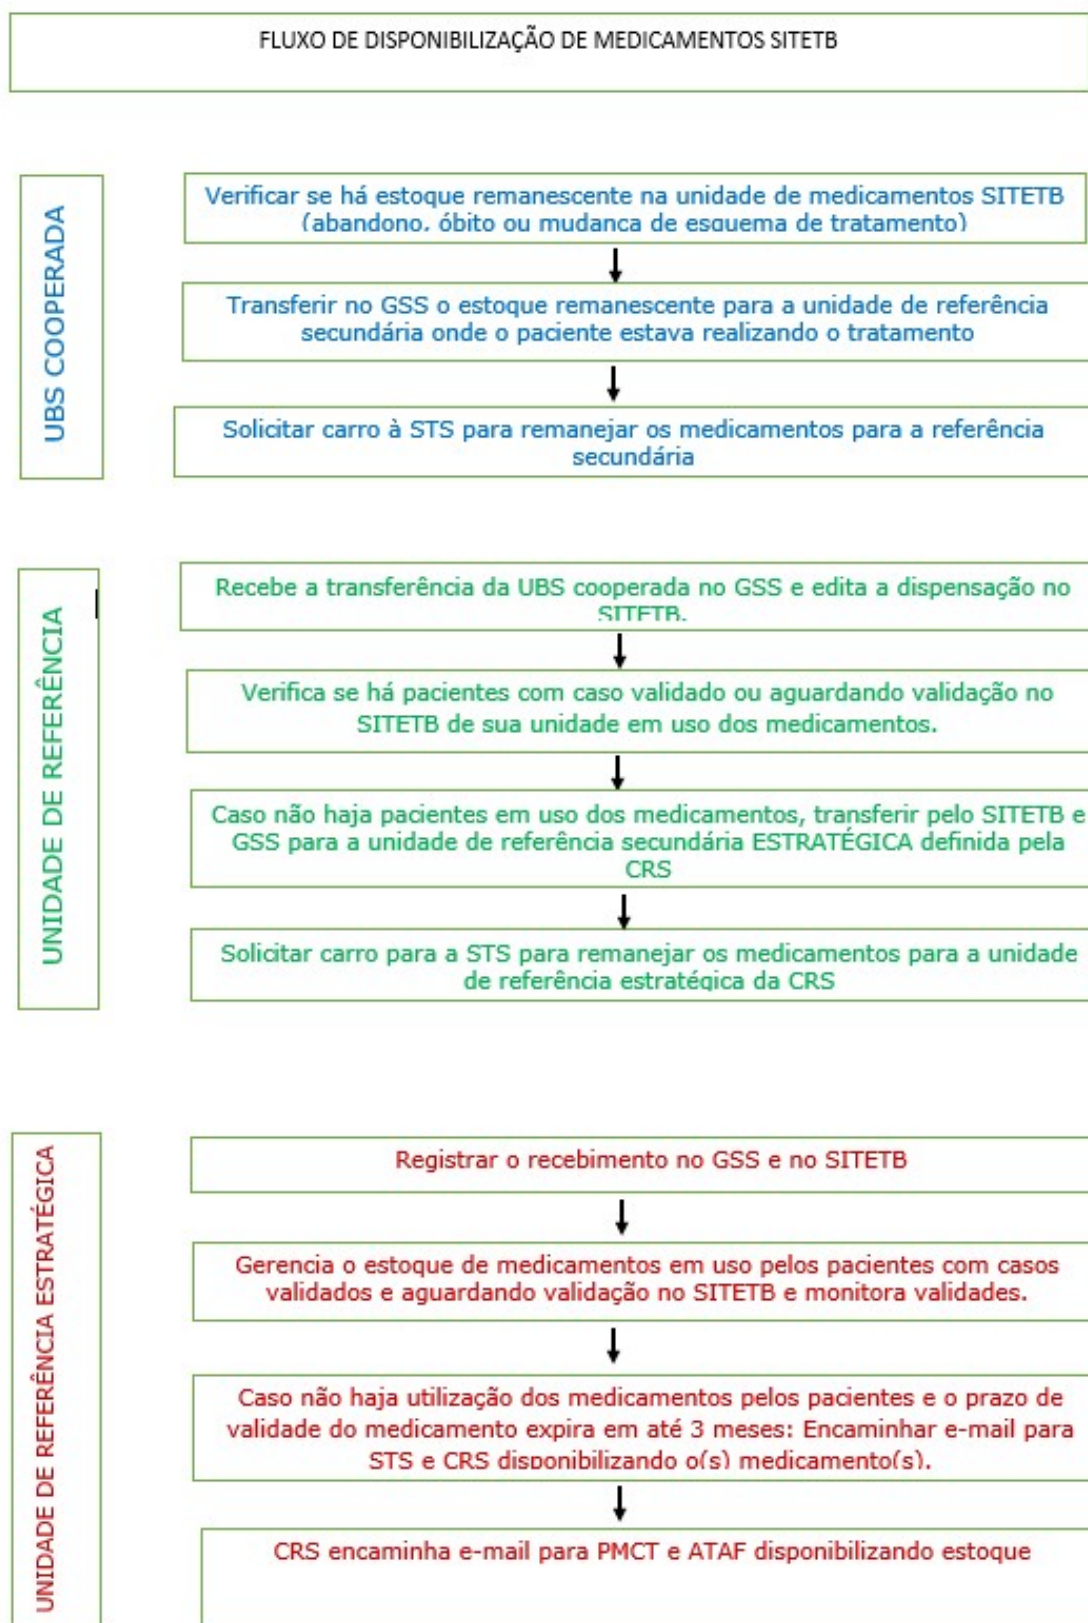 FLUXO DE DISPONIBILIZAÇÃO DE MEDICAMENTOS SITETB
UBS COOPERADA
Verificar se há estoque remanescente na unidade de medicamentos SITETB
(abandono, óbito ou mudança de esquema de tratamento)
Transferir no GSS o estoque remanescente para a unidade de referência
secundária onde o paciente estava realizando o tratamento
Solicitar carro à STS para remanejar os medicamentos para a referência
secundária
UNIDADE DE REFERÊNCIA
Recebe a transferência da UBS cooperada no GSS e edita a dispensação no
SITETB.
Verifica se há pacientes com caso validado ou aguardando validação no
SITETB de sua unidade em uso dos medicamentos.
Caso não haja pacientes em uso dos medicamentos, transferir pelo SITETB e
GSS para a unidade de referência secundária ESTRATÉGICA definida pela
CRS
Solicitar carro para a STS para remanejar os medicamentos para a unidade
de referência estratégica da CRS
UNIDADE DE REFERÊNCIA ESTRATÉGICA
Registrar o recebimento no GSS e no SITETB
Gerencia o estoque de medicamentos em uso pelos pacientes com casos
validados e aguardando validação no SITETB e monitora validades.
Caso não haja utilização dos medicamentos pelos pacientes e o prazo de
validade do medicamento expira em até 3 meses: Encaminhar e-mail para
STS e CRS disponibilizando o(s) medicamento(s).
CRS encaminha e-mail para PMCT e ATAF disponibilizando estoque